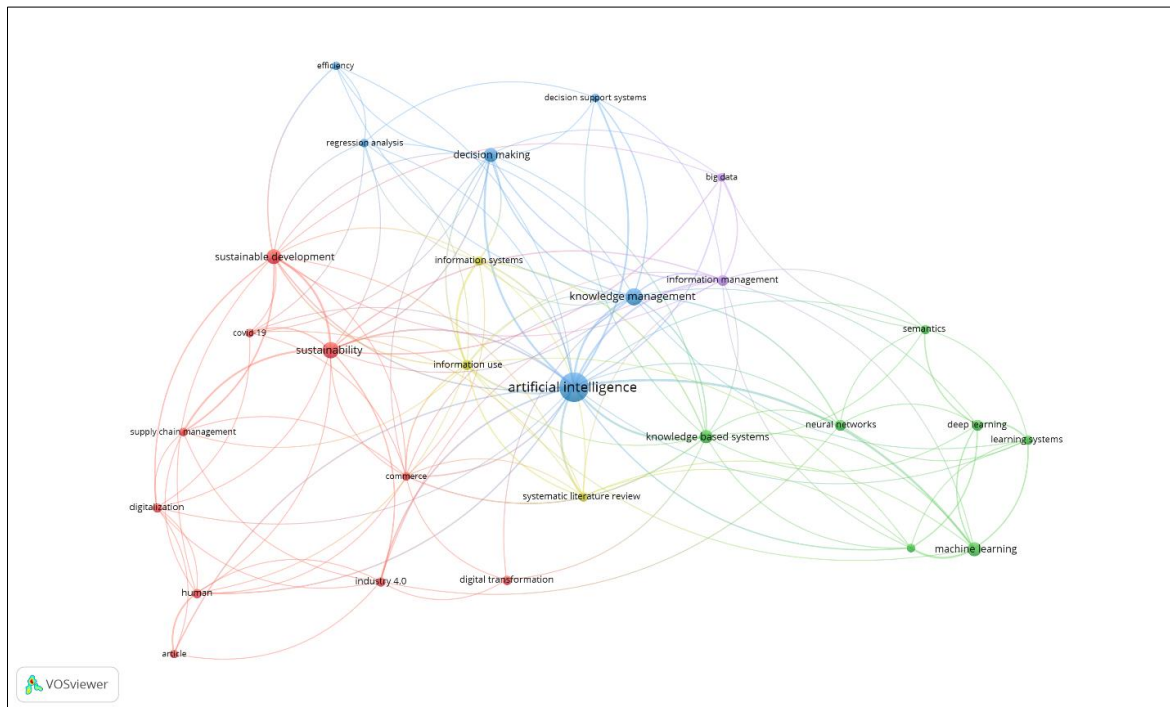 efficiency
decision support systems
regression analysis
decision making
big data
sustainable development
information systems
information management
knowledge management
semantics
covid-19
sustainability
information use
artificial intelligence
supply chain management
knowledge based systems
neural networks
deep learning
learning systems
commerce
systematic literature review
digitalization
machine learning
industry 4.0
digital transformation
human
article
VOSviewer